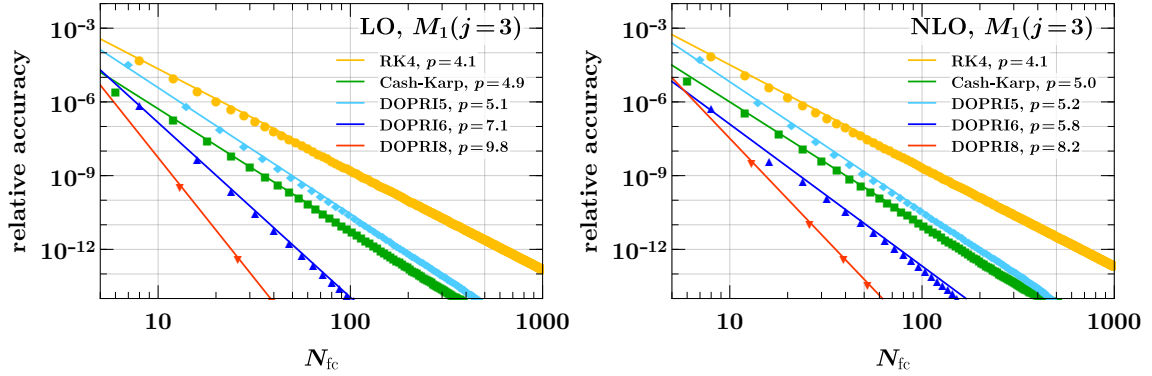 LO, M₁(j=3)
relative accuracy
10⁻³
10⁻⁶
10⁻⁹
10⁻¹²
RK4, p=4.1
Cash-Karp, p=4.9
DOPRI5, p=5.1
DOPRI6, p=7.1
DOPRI8, p=9.8
10
100
1000
N_fc
NLO, M₁(j=3)
relative accuracy
10⁻³
10⁻⁶
10⁻⁹
10⁻¹²
RK4, p=4.1
Cash-Karp, p=5.0
DOPRI5, p=5.2
DOPRI6, p=5.8
DOPRI8, p=8.2
10
100
1000
N_fc